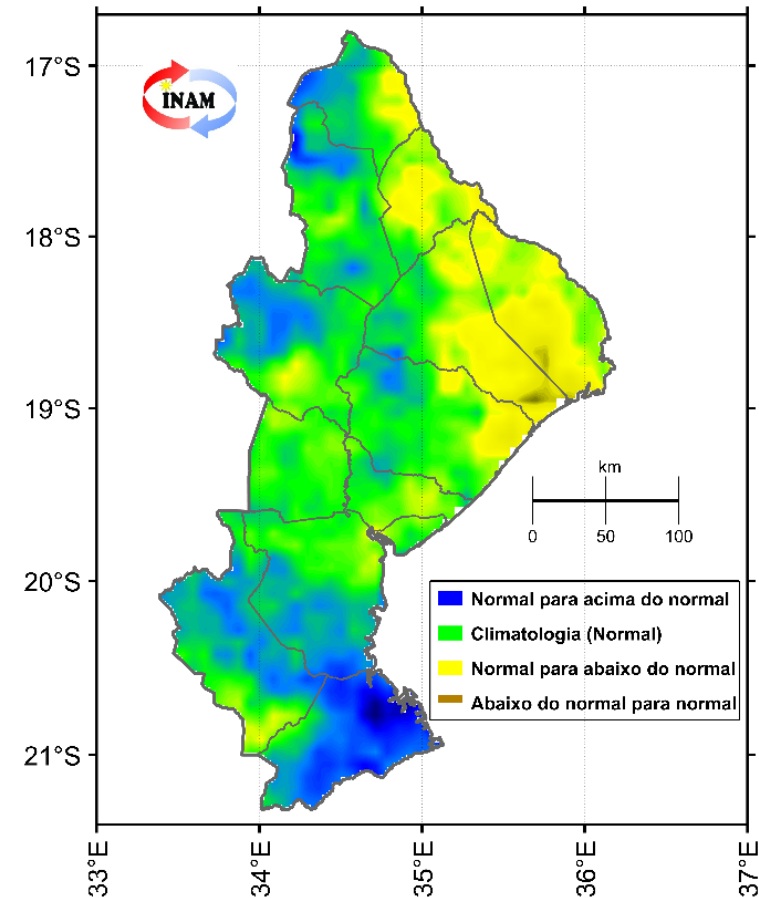 17°S
INAM
18°S
19°S
km
0 50 100
20°S
Normal para acima do normal
Climatologia (Normal)
Normal para abaixo do normal
Abaixo do normal para normal
21°S
33°E 34°E 35°E 36°E 37°E